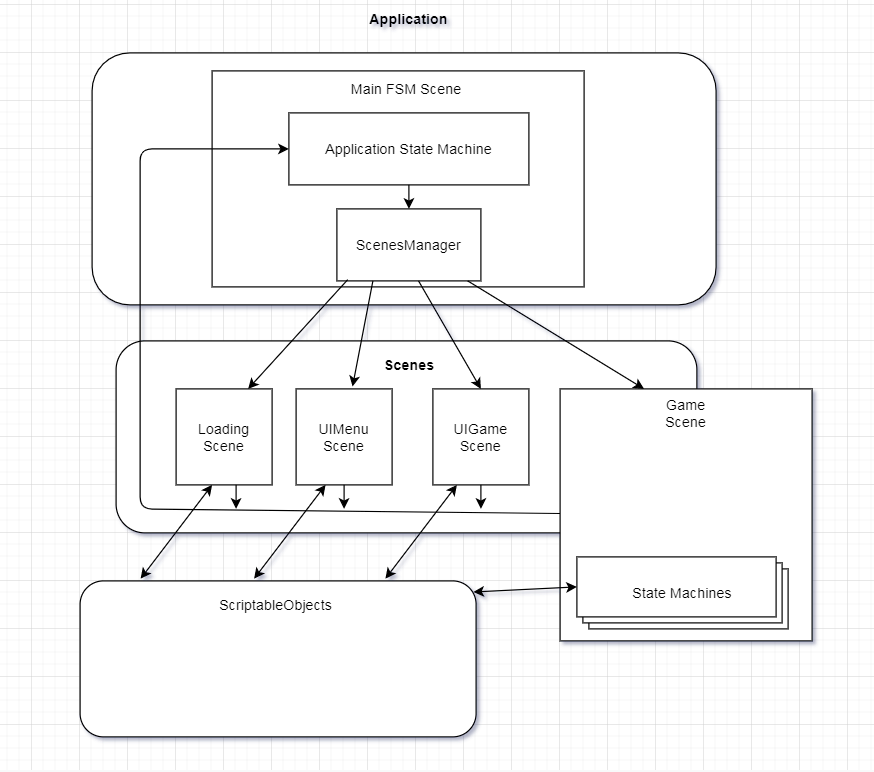 Application
Main FSM Scene
Application State Machine
ScenesManager
Scenes
Loading
Scene
UIMenu
Scene
UIGame
Scene
Game
Scene
State Machines
ScriptableObjects